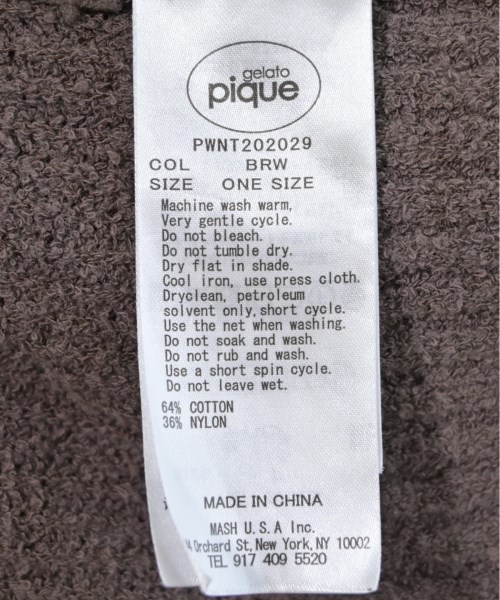 gelato
pique
PWNT202029
COL BRW
SIZE ONE SIZE
Machine wash warm,
Very gentle cycle.
Do not bleach.
Do not tumble dry.
Dry flat in shade.
Cool iron, use press cloth.
Dryclean, petroleum
solvent only,short cycle.
Use the net when washing.
Do not soak and wash.
Do not rub and wash.
Use a short spin cycle.
Do not leave wet.
64% COTTON
36% NYLON
MADE IN CHINA
MASH U.S.A Inc.
Orchard St, New York, NY 10002
TEL 917 409 5520